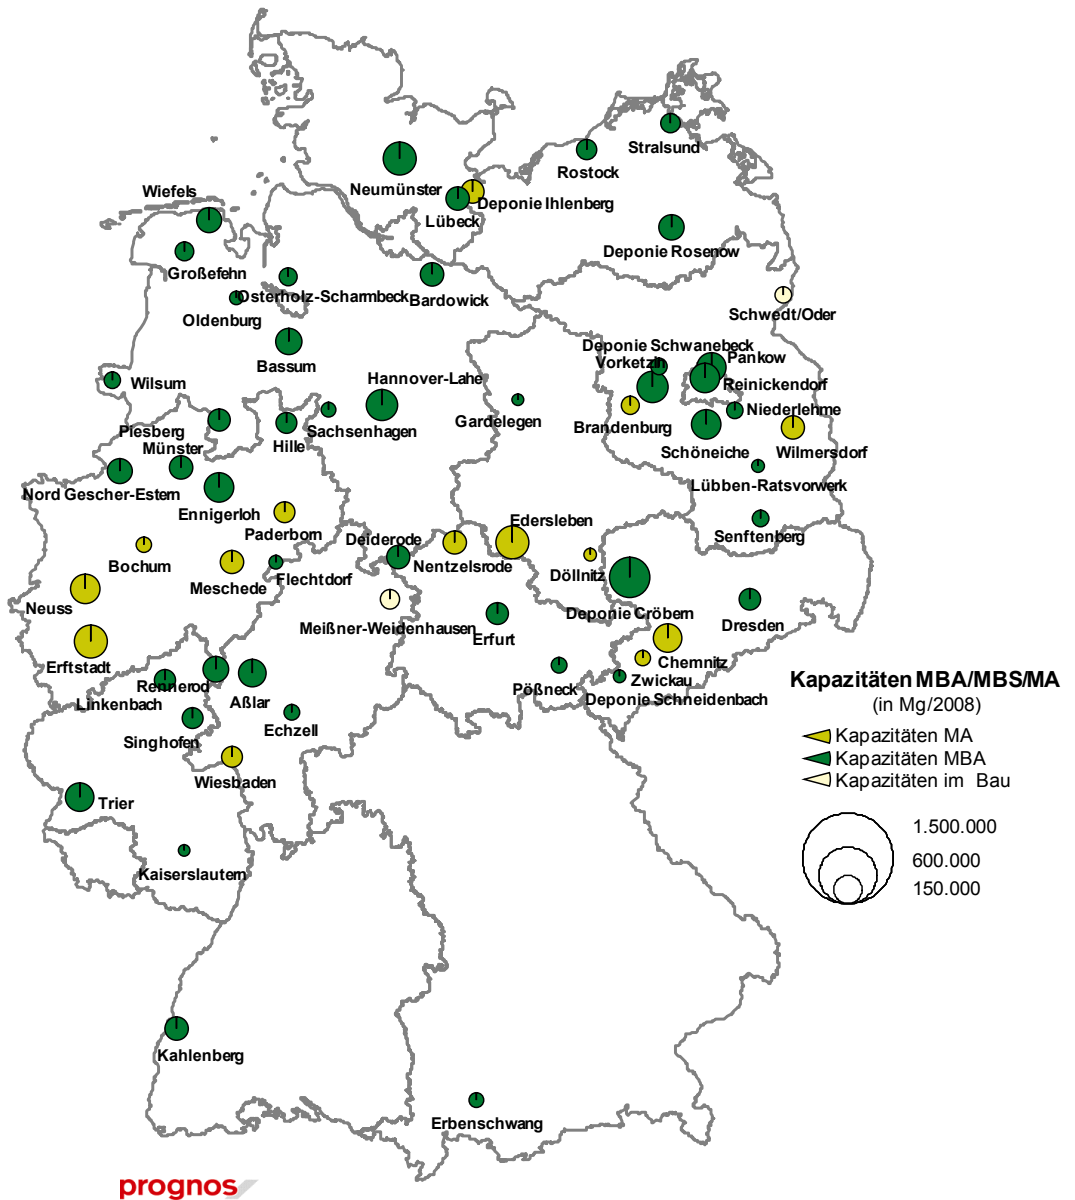 Stralsund
Rostock
Neumünster
Wiefels
Deponie Ihlenberg
Lübeck
Deponie Rosenow
Großefehn
Osterholz-Scharmbeck
Bardowick
Oldenburg
Schwedt/Oder
Deponie Schwanebeck
Vorketzin
Pankow
Bassum
Hannover-Lahe
Wilsum
Reinickendorf
Sachsenhagen
Gardelegen
Niederlehme
Piesberg
Hille
Brandenburg
Münster
Schöneiche
Wilmersdorf
Nord Gescher-Estern
Lübben-Ratsvorwerk
Ennigerloh
Edersleben
Paderborn
Deiderode
Senftenberg
Bochum
Nentzelsrode
Döllnitz
Meschede
Flechtdorf
Neuss
Deponie Cröbern
Meißner-Weidenhausen
Erfurt
Dresden
Erftstadt
Chemnitz
Zwickau
Rennerod
Pößneck
Deponie Schneidenbach
Linkenbach
Aßlar
Echzell
Singhofen
Wiesbaden
Trier
Kaiserslautern
Kahlenberg
Erbenschwang
Kapazitäten MBA/MBS/MA
(in Mg/2008)
Kapazitäten MA
Kapazitäten MBA
Kapazitäten im Bau
1.500.000
600.000
150.000
prognos